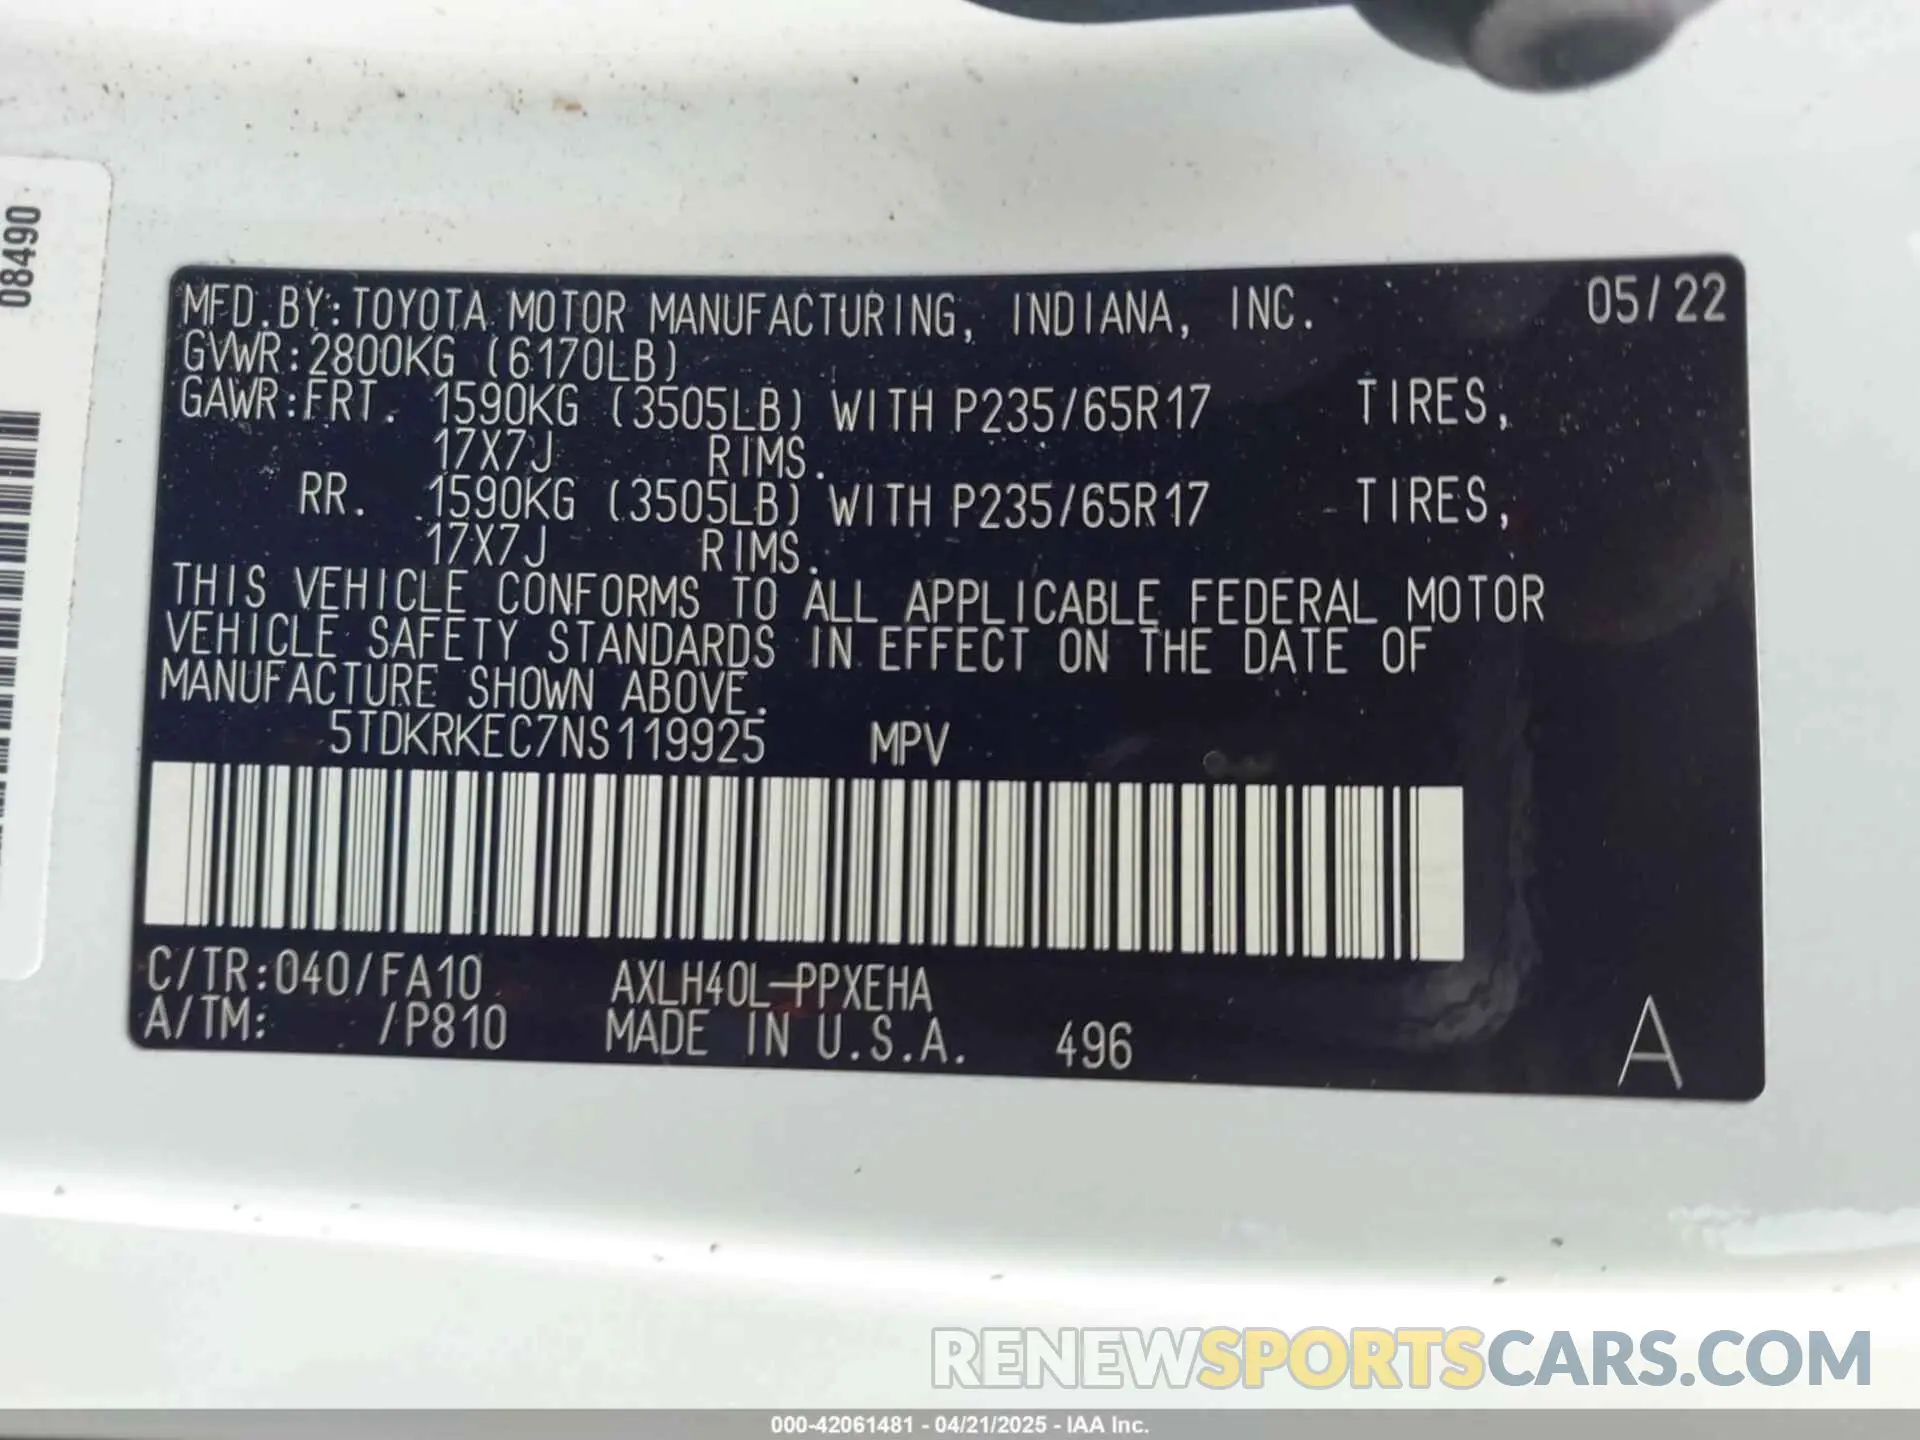 08490
MFD.BY:TOYOTA MOTOR MANUFACTURING, INDIANA, INC. 05/22
GVWR:2800KG (6170LB)
GAWR:FRT. 1590KG (3505LB) WITH P235/65R17 TIRES,
17X7J RIMS.
RR. 1590KG (3505LB) WITH P235/65R17 TIRES,
17X7J RIMS.
THIS VEHICLE CONFORMS TO ALL APPLICABLE FEDERAL MOTOR
VEHICLE SAFETY STANDARDS IN EFFECT ON THE DATE OF
MANUFACTURE SHOWN ABOVE.
5TDKRKEC7NS119925 MPV
C/TR:040/FA10 AXLH40L-PPXEHA
A/TM: /P810 MADE IN U.S.A. 496 A
RENEWSPORTSCARS.COM
000-42061481 - 04/21/2025 - IAA Inc.